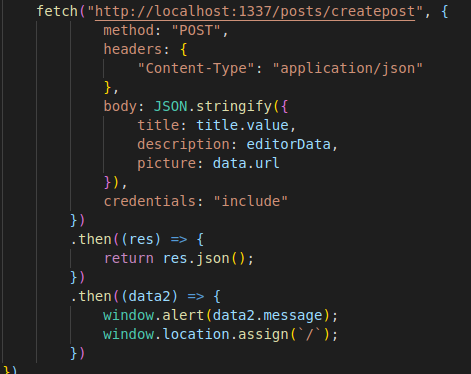 fetch("http://localhost:1337/posts/createpost", {
method: "POST",
headers: {
"Content-Type": "application/json"
},
body: JSON.stringify({
title: title.value,
description: editorData,
picture: data.url
}),
credentials: "include"
})
.then((res) => {
return res.json();
})
.then((data2) => {
window.alert(data2.message);
window.location.assign(`/`);
})
})